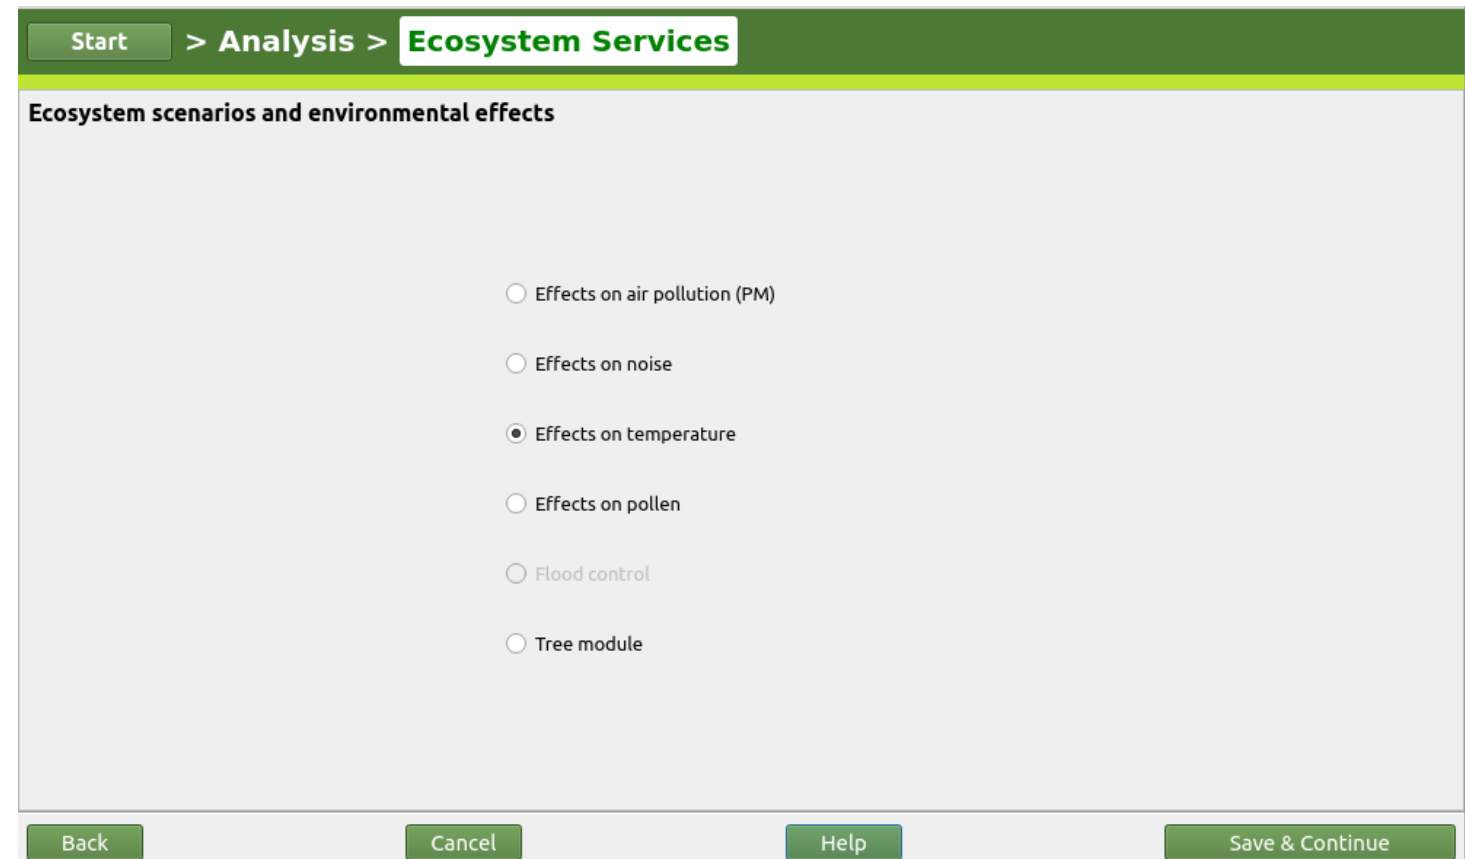 Start > Analysis > Ecosystem Services
Ecosystem scenarios and environmental effects
Effects on air pollution (PM)
Effects on noise
Effects on temperature
Effects on pollen
Flood control
Tree module
Back Cancel Help Save & Continue